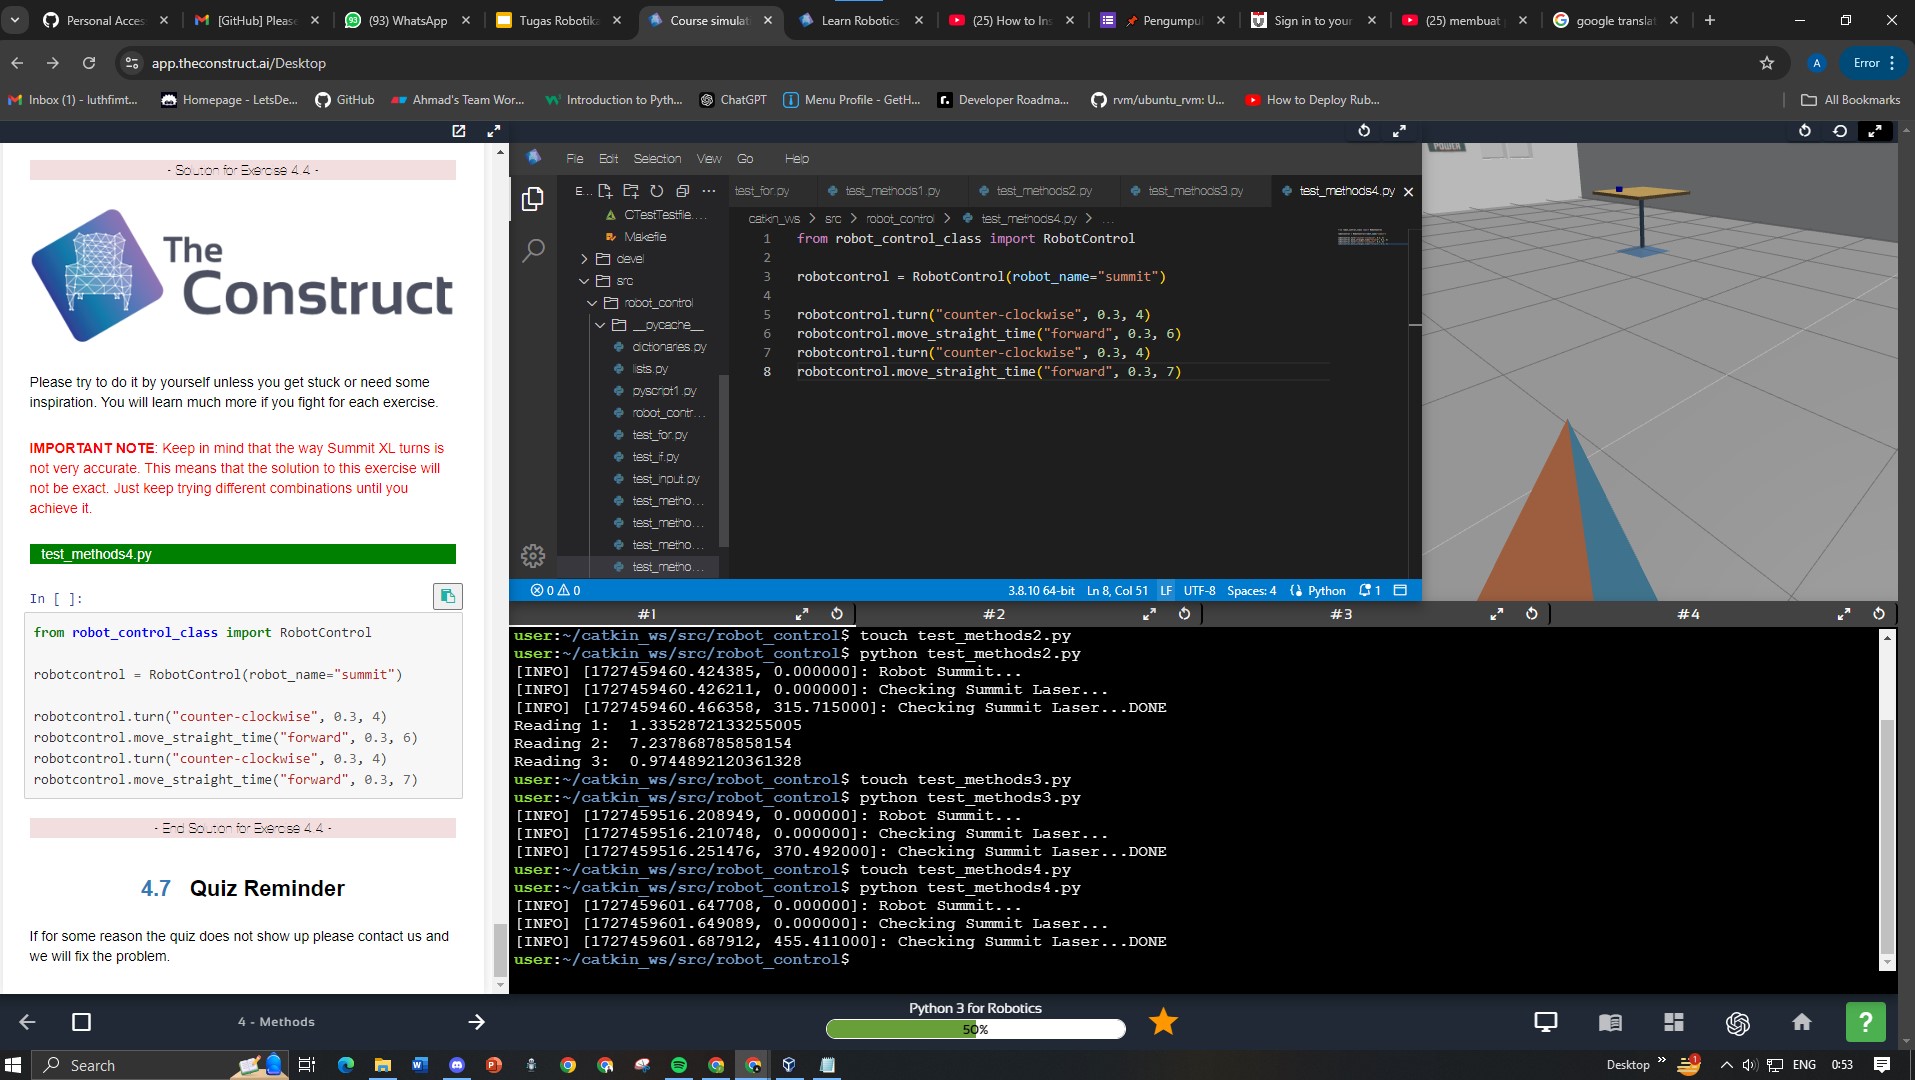 Personal Acces
[GitHub] Please
(93) WhatsApp
Tugas Robotika
Course simulat
Learn Robotics
(25) How to Ins
Pengumpul
Sign in to your
(25) membuat
google translat
app.theconstruct.ai/Desktop
A
Error
Inbox (1) - luthfimt...
Homepage - LetsDe...
GitHub
Ahmad's Team Wor...
Introduction to Pyth...
ChatGPT
Menu Profile - GetH...
Developer Roadma...
rvm/ubuntu_rvm: U...
How to Deploy Rub...
All Bookmarks
- Solution for Exercise 4.4 -
The Construct
Please try to do it by yourself unless you get stuck or need some
inspiration. You will learn much more if you fight for each exercise.
IMPORTANT NOTE: Keep in mind that the way Summit XL turns is
not very accurate. This means that the solution to this exercise will
not be exact. Just keep trying different combinations until you
achieve it.
test_methods4.py
In [ ]:
from robot_control_class import RobotControl
robotcontrol = RobotControl(robot_name="summit")
robotcontrol.turn("counter-clockwise", 0.3, 4)
robotcontrol.move_straight_time("forward", 0.3, 6)
robotcontrol.turn("counter-clockwise", 0.3, 4)
robotcontrol.move_straight_time("forward", 0.3, 7)
- End Solution for Exercise 4.4 -
4.7 Quiz Reminder
If for some reason the quiz does not show up please contact us and
we will fix the problem.
File Edit Selection View Go Help
E...
CTestTestfile....
Makefile
devel
src
robot_control
__pycache__
dictionaries.py
lists.py
pyscript1.py
robot_contr...
test_for.py
test_if.py
test_input.py
test_metho...
test_metho...
test_metho...
test_metho...
test_for.py
test_methods1.py
test_methods2.py
test_methods3.py
test_methods4.py
catkin_ws > src > robot_control > test_methods4.py > ...
1 from robot_control_class import RobotControl
2
3 robotcontrol = RobotControl(robot_name="summit")
4
5 robotcontrol.turn("counter-clockwise", 0.3, 4)
6 robotcontrol.move_straight_time("forward", 0.3, 6)
7 robotcontrol.turn("counter-clockwise", 0.3, 4)
8 robotcontrol.move_straight_time("forward", 0.3, 7)
0 0 3.8.10 64-bit Ln 8, Col 51 LF UTF-8 Spaces: 4 Python 1
POWER
#1 #2 #3 #4
user:~/catkin_ws/src/robot_control$ touch test_methods2.py
user:~/catkin_ws/src/robot_control$ python test_methods2.py
[INFO] [1727459460.424385, 0.000000]: Robot Summit...
[INFO] [1727459460.426211, 0.000000]: Checking Summit Laser...
[INFO] [1727459460.466358, 315.715000]: Checking Summit Laser...DONE
Reading 1:  1.3352872133255005
Reading 2:  7.237868785858154
Reading 3:  0.9744892120361328
user:~/catkin_ws/src/robot_control$ touch test_methods3.py
user:~/catkin_ws/src/robot_control$ python test_methods3.py
[INFO] [1727459516.208949, 0.000000]: Robot Summit...
[INFO] [1727459516.210748, 0.000000]: Checking Summit Laser...
[INFO] [1727459516.251476, 370.492000]: Checking Summit Laser...DONE
user:~/catkin_ws/src/robot_control$ touch test_methods4.py
user:~/catkin_ws/src/robot_control$ python test_methods4.py
[INFO] [1727459601.647708, 0.000000]: Robot Summit...
[INFO] [1727459601.649089, 0.000000]: Checking Summit Laser...
[INFO] [1727459601.687912, 455.411000]: Checking Summit Laser...DONE
user:~/catkin_ws/src/robot_control$
4 - Methods
Python 3 for Robotics
50%
?
Search
Desktop
1
ENG
0:53